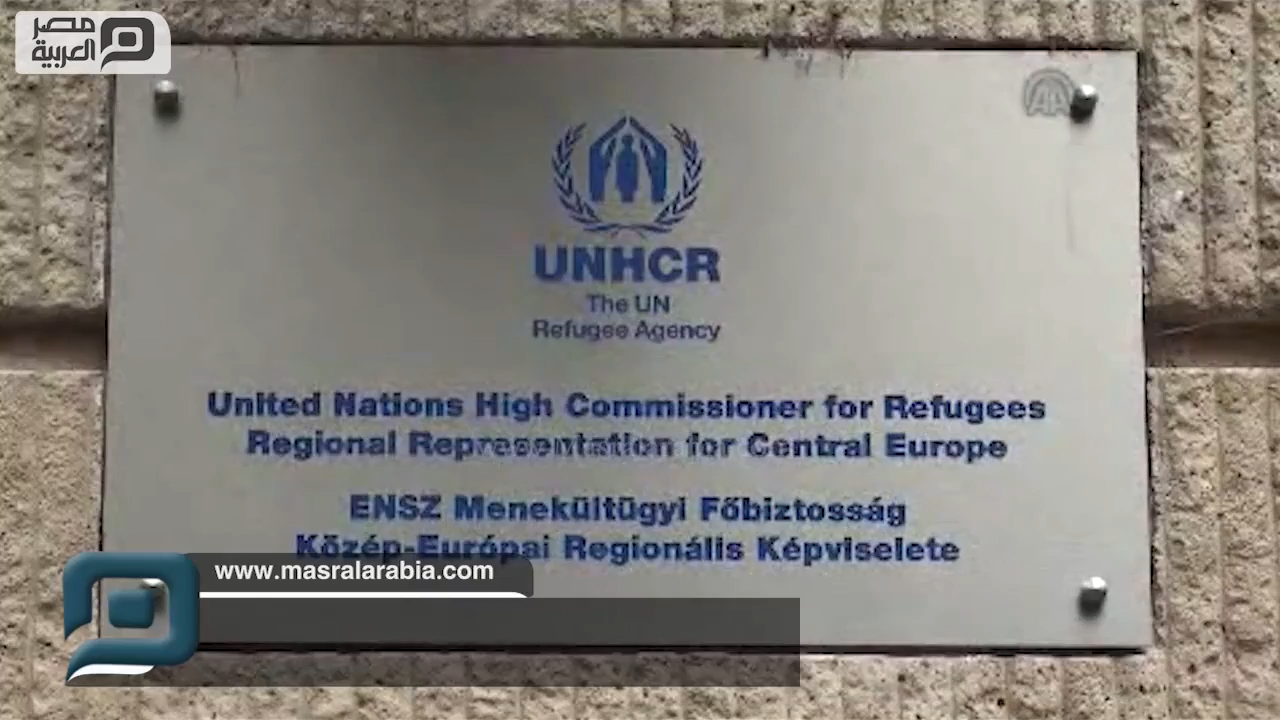 مصر
العربية
AA
UNHCR
The UN
Refugee Agency
United Nations High Commissioner for Refugees
Regional Representation for Central Europe
ENSZ Menekültügyi Főbiztosság
Közép-Európai Regionális Képviselete
www.masralarabia.com